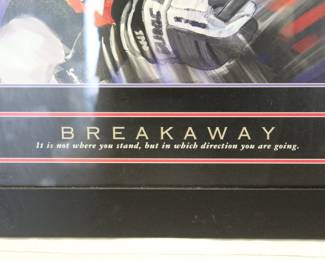 BREAKAWAY
It is not where you stand, but in which direction you are going.